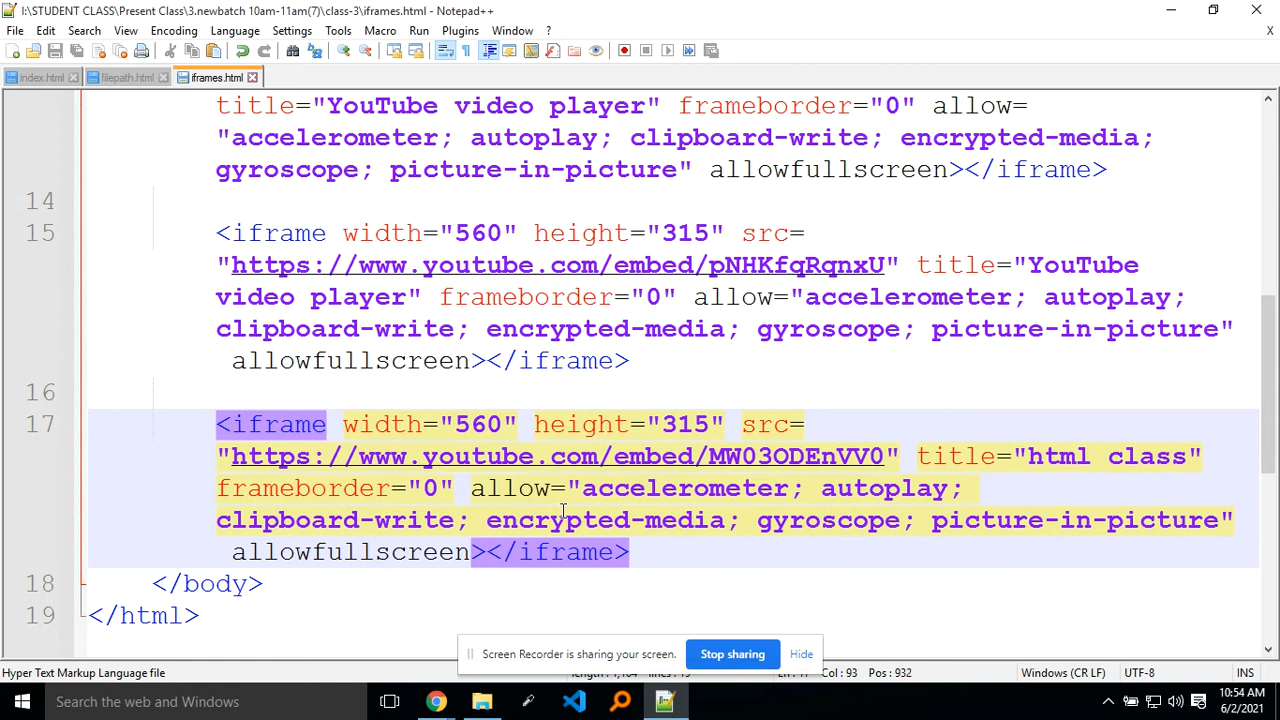 I:\STUDENT CLASS\Present Class\3.newbatch 10am-11am(7)\class-3\iframes.html - Notepad++
File Edit Search View Encoding Language Settings Tools Macro Run Plugins Window ? X
index.html filepath.html iframes.html
title="YouTube video player" frameborder="0" allow=
"accelerometer; autoplay; clipboard-write; encrypted-media;
gyroscope; picture-in-picture" allowfullscreen></iframe>
14
15 <iframe width="560" height="315" src=
"https://www.youtube.com/embed/pNHKfqRqnxU" title="YouTube
video player" frameborder="0" allow="accelerometer; autoplay;
clipboard-write; encrypted-media; gyroscope; picture-in-picture"
allowfullscreen></iframe>
16
17 <iframe width="560" height="315" src=
"https://www.youtube.com/embed/MW03ODEnVV0" title="html class"
frameborder="0" allow="accelerometer; autoplay;
clipboard-write; encrypted-media; gyroscope; picture-in-picture"
allowfullscreen></iframe>
18 </body>
19 </html>
Screen Recorder is sharing your screen. Stop sharing Hide
Hyper Text Markup Language file Col : 93 Pos : 932 Windows (CR LF) UTF-8 INS
Search the web and Windows
10:54 AM
6/2/2021